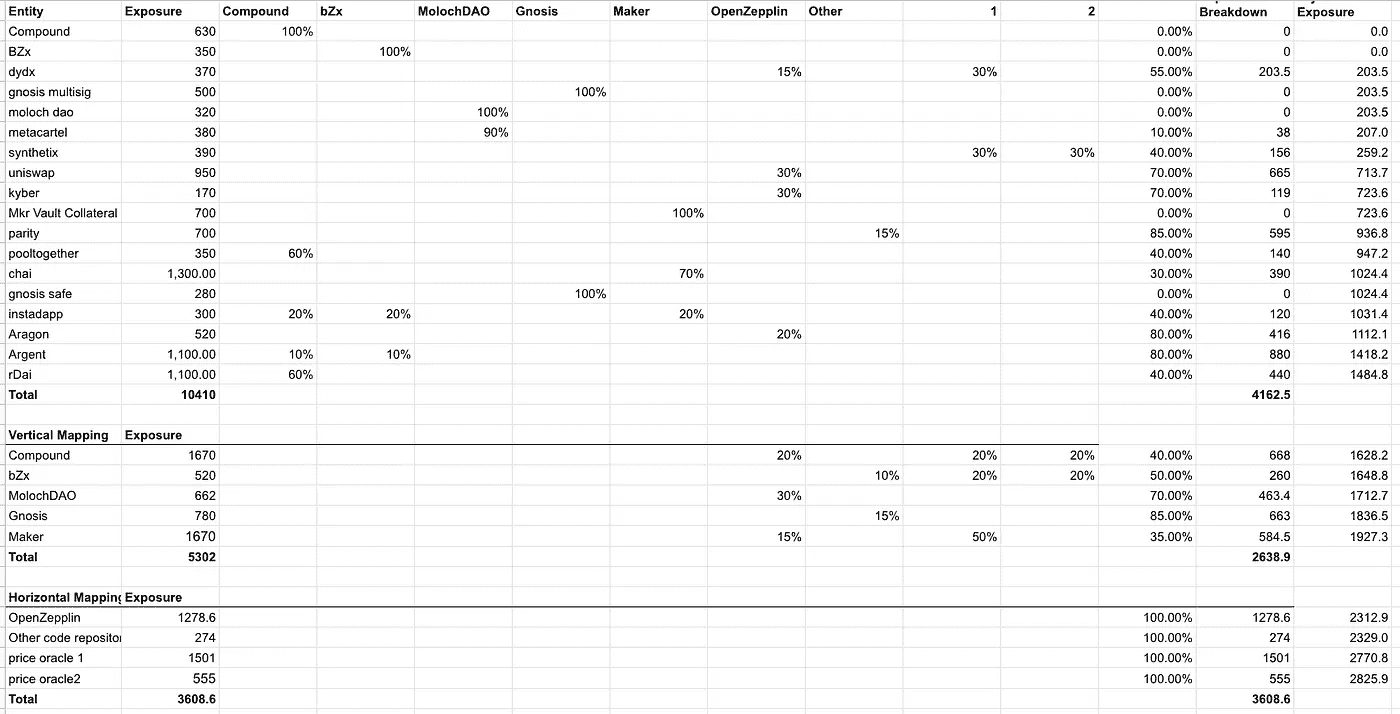 Entity Exposure Compound bZx MolochDAO Gnosis Maker OpenZepplin Other 1 2 Breakdown Exposure
Compound 630 100% 0.00% 0 0.0
BZx 350 100% 0.00% 0 0.0
dydx 370 15% 30% 55.00% 203.5 203.5
gnosis multisig 500 100% 0.00% 0 203.5
moloch dao 320 100% 0.00% 0 203.5
metacartel 380 90% 10.00% 38 207.0
synthetix 390 30% 30% 40.00% 156 259.2
uniswap 950 30% 70.00% 665 713.7
kyber 170 30% 70.00% 119 723.6
Mkr Vault Collateral 700 100% 0.00% 0 723.6
parity 700 15% 85.00% 595 936.8
pooltogether 350 60% 40.00% 140 947.2
chai 1,300.00 70% 30.00% 390 1024.4
gnosis safe 280 100% 0.00% 0 1024.4
instadapp 300 20% 20% 20% 40.00% 120 1031.4
Aragon 520 20% 80.00% 416 1112.1
Argent 1,100.00 10% 10% 80.00% 880 1418.2
rDai 1,100.00 60% 40.00% 440 1484.8
Total 10410 4162.5
Vertical Mapping Exposure
Compound 1670 20% 20% 20% 40.00% 668 1628.2
bZx 520 10% 20% 20% 50.00% 260 1648.8
MolochDAO 662 30% 70.00% 463.4 1712.7
Gnosis 780 15% 85.00% 663 1836.5
Maker 1670 15% 50% 35.00% 584.5 1927.3
Total 5302 2638.9
Horizontal Mapping Exposure
OpenZepplin 1278.6 100.00% 1278.6 2312.9
Other code repositor 274 100.00% 274 2329.0
price oracle 1 1501 100.00% 1501 2770.8
price oracle2 555 100.00% 555 2825.9
Total 3608.6 3608.6